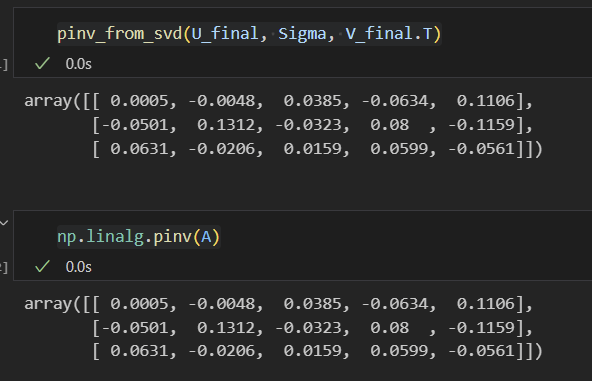 pinv_from_svd(U_final, Sigma, V_final.T)
]
0.0s
array([[ 0.0005, -0.0048,  0.0385, -0.0634,  0.1106],
       [-0.0501,  0.1312, -0.0323,  0.08  , -0.1159],
       [ 0.0631, -0.0206,  0.0159,  0.0599, -0.0561]])
np.linalg.pinv(A)
]
0.0s
array([[ 0.0005, -0.0048,  0.0385, -0.0634,  0.1106],
       [-0.0501,  0.1312, -0.0323,  0.08  , -0.1159],
       [ 0.0631, -0.0206,  0.0159,  0.0599, -0.0561]])